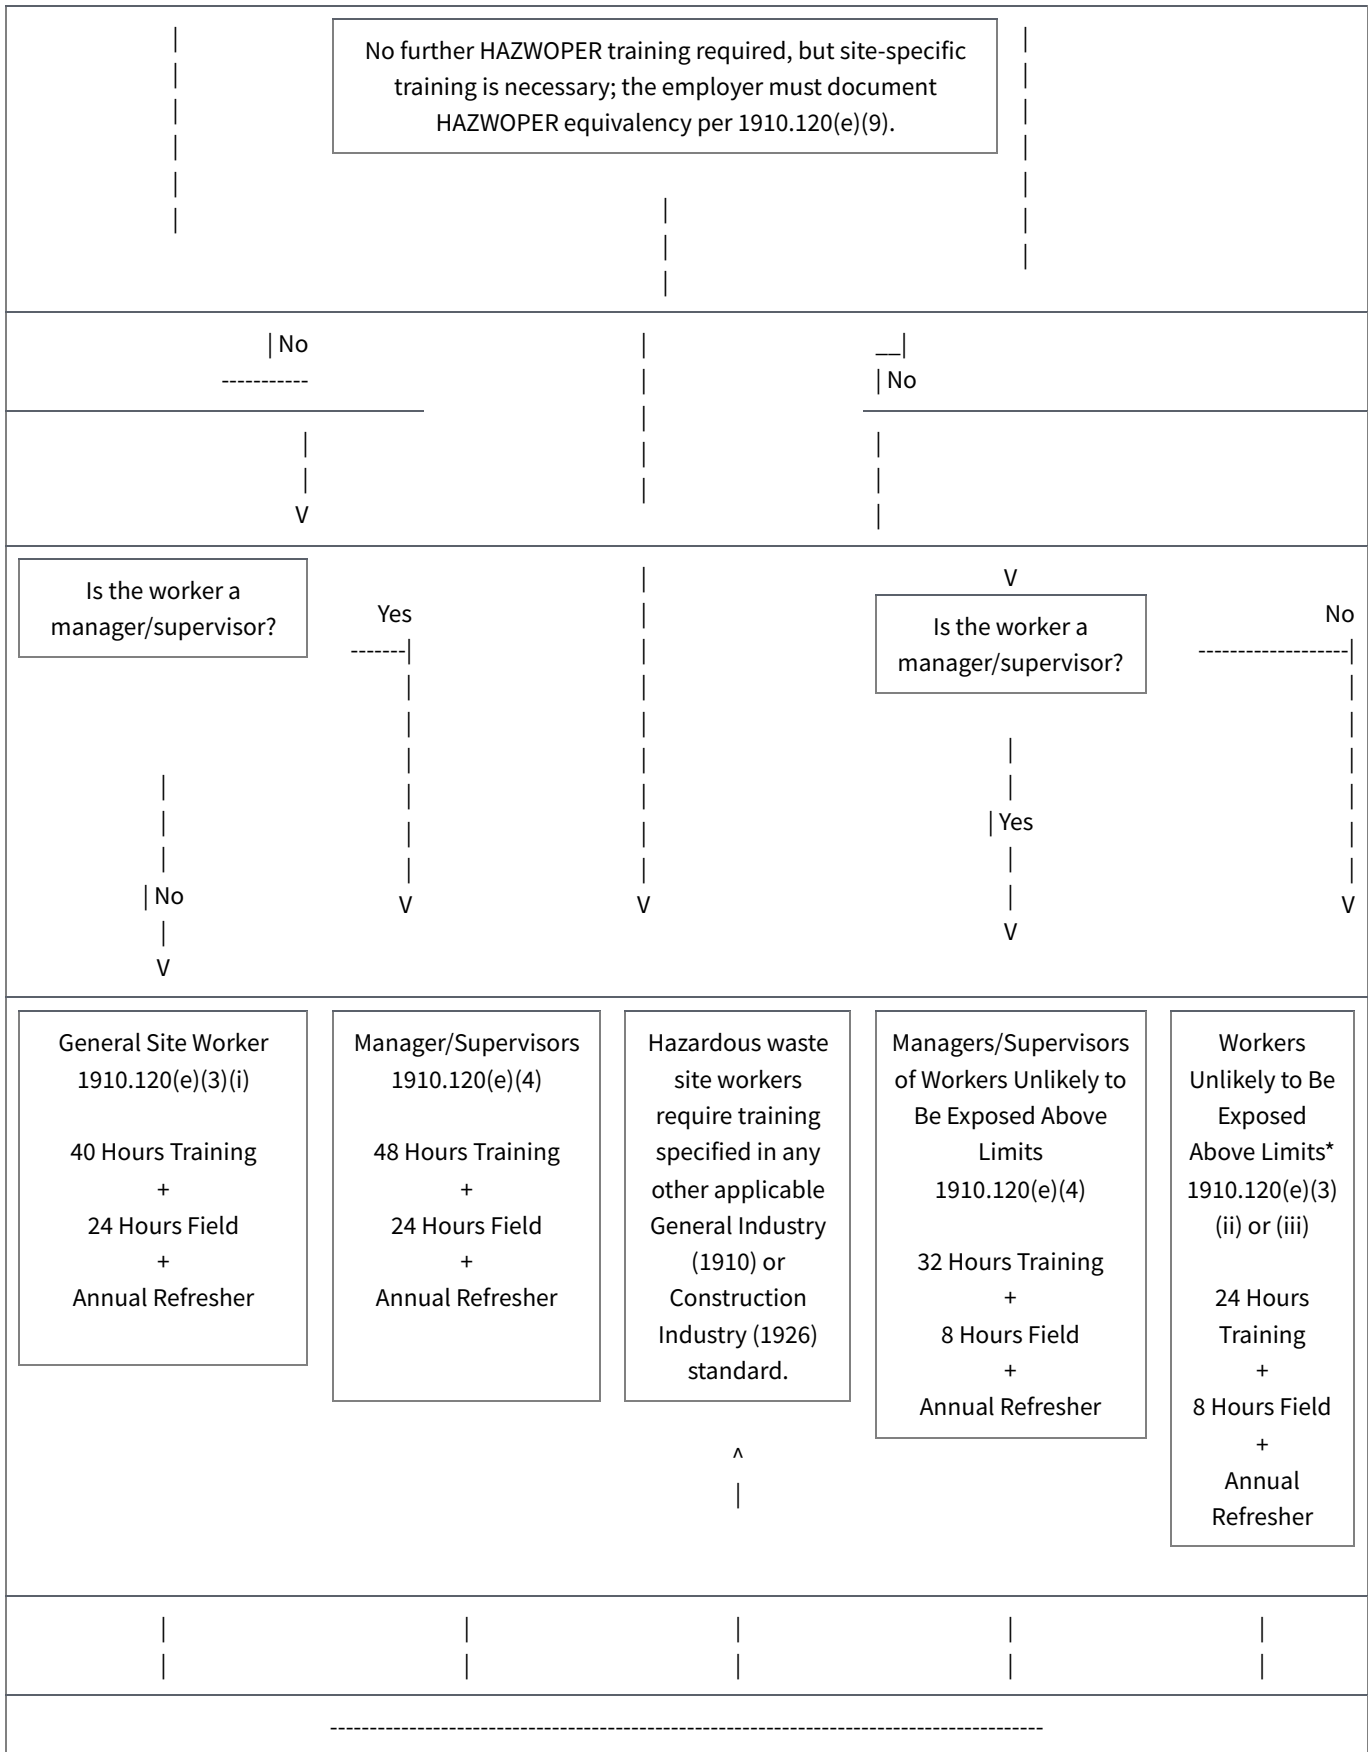 No further HAZWOPER training required, but site-specific
training is necessary; the employer must document
HAZWOPER equivalency per 1910.120(e)(9).
| No
-----------
__|
| No
V
Is the worker a
manager/supervisor?
Yes
-------|
V
V
V
Is the worker a
manager/supervisor?
No
-------------------|
| No
V
| Yes
V
V
General Site Worker
1910.120(e)(3)(i)
40 Hours Training
+
24 Hours Field
+
Annual Refresher
Manager/Supervisors
1910.120(e)(4)
48 Hours Training
+
24 Hours Field
+
Annual Refresher
Hazardous waste
site workers
require training
specified in any
other applicable
General Industry
(1910) or
Construction
Industry (1926)
standard.
^
|
Managers/Supervisors
of Workers Unlikely to
Be Exposed Above
Limits
1910.120(e)(4)
32 Hours Training
+
8 Hours Field
+
Annual Refresher
Workers
Unlikely to Be
Exposed
Above Limits*
1910.120(e)(3)
(ii) or (iii)
24 Hours
Training
+
8 Hours Field
+
Annual
Refresher
-----------------------------------------------------------------------------------------